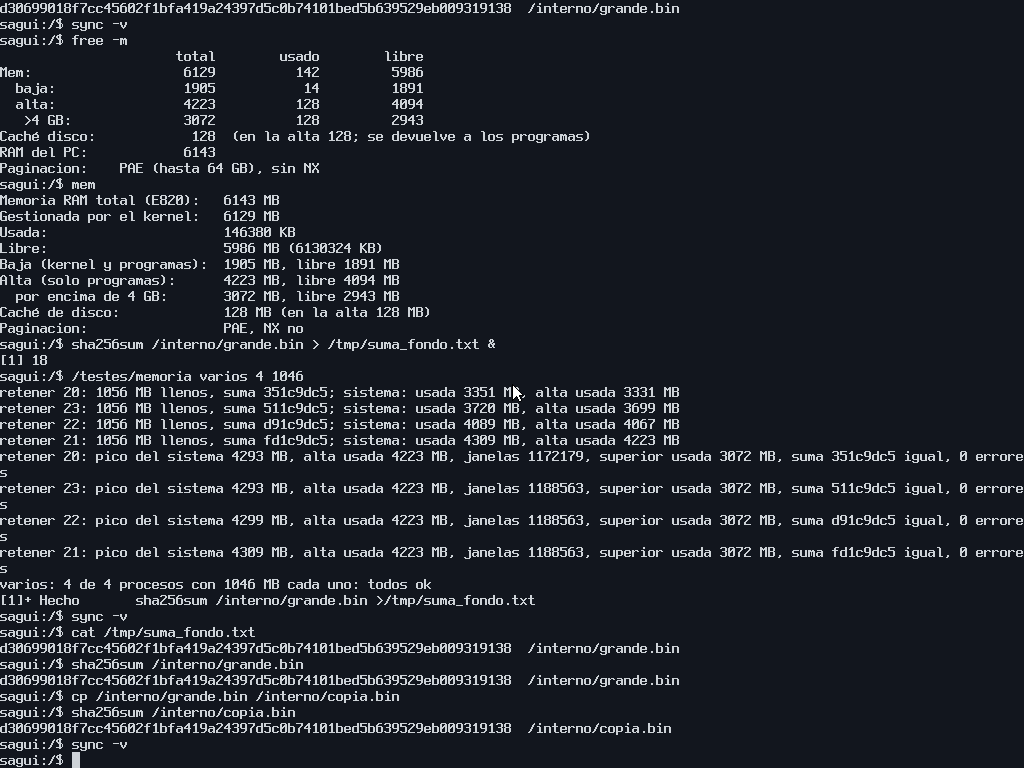 d30699018f7cc45602f1bfa419a24397d5c0b74101bed5b639529eb009319138  /interno/grande.bin
sagui:/$ sync -v
sagui:/$ free -m
                      total        usado        libre
Mem:                   6129          142         5986
  baja:                1905           14         1891
  alta:                4223          128         4094
   >4 GB:              3072          128         2943
Caché disco:            128  (en la alta 128; se devuelve a los programas)
RAM del PC:            6143
Paginacion:    PAE (hasta 64 GB), sin NX
sagui:/$ mem
Memoria RAM total (E820):   6143 MB
Gestionada por el kernel:   6129 MB
Usada:                      146380 KB
Libre:                      5986 MB (6130324 KB)
Baja (kernel y programas):  1905 MB, libre 1891 MB
Alta (solo programas):      4223 MB, libre 4094 MB
  por encima de 4 GB:       3072 MB, libre 2943 MB
Caché de disco:             128 MB (en la alta 128 MB)
Paginacion:                 PAE, NX no
sagui:/$ sha256sum /interno/grande.bin > /tmp/suma_fondo.txt &
[1] 18
sagui:/$ /testes/memoria varios 4 1046
retener 20: 1056 MB llenos, suma 351c9dc5; sistema: usada 3351 MB, alta usada 3331 MB
retener 23: 1056 MB llenos, suma 511c9dc5; sistema: usada 3720 MB, alta usada 3699 MB
retener 22: 1056 MB llenos, suma d91c9dc5; sistema: usada 4089 MB, alta usada 4067 MB
retener 21: 1056 MB llenos, suma fd1c9dc5; sistema: usada 4309 MB, alta usada 4223 MB
retener 20: pico del sistema 4293 MB, alta usada 4223 MB, janelas 1172179, superior usada 3072 MB, suma 351c9dc5 igual, 0 errore
s
retener 23: pico del sistema 4293 MB, alta usada 4223 MB, janelas 1188563, superior usada 3072 MB, suma 511c9dc5 igual, 0 errore
s
retener 22: pico del sistema 4299 MB, alta usada 4223 MB, janelas 1188563, superior usada 3072 MB, suma d91c9dc5 igual, 0 errore
s
retener 21: pico del sistema 4309 MB, alta usada 4223 MB, janelas 1188563, superior usada 3072 MB, suma fd1c9dc5 igual, 0 errore
s
varios: 4 de 4 procesos con 1046 MB cada uno: todos ok
[1]+ Hecho       sha256sum /interno/grande.bin >/tmp/suma_fondo.txt
sagui:/$ sync -v
sagui:/$ cat /tmp/suma_fondo.txt
d30699018f7cc45602f1bfa419a24397d5c0b74101bed5b639529eb009319138  /interno/grande.bin
sagui:/$ sha256sum /interno/grande.bin
d30699018f7cc45602f1bfa419a24397d5c0b74101bed5b639529eb009319138  /interno/grande.bin
sagui:/$ cp /interno/grande.bin /interno/copia.bin
sagui:/$ sha256sum /interno/copia.bin
d30699018f7cc45602f1bfa419a24397d5c0b74101bed5b639529eb009319138  /interno/copia.bin
sagui:/$ sync -v
sagui:/$